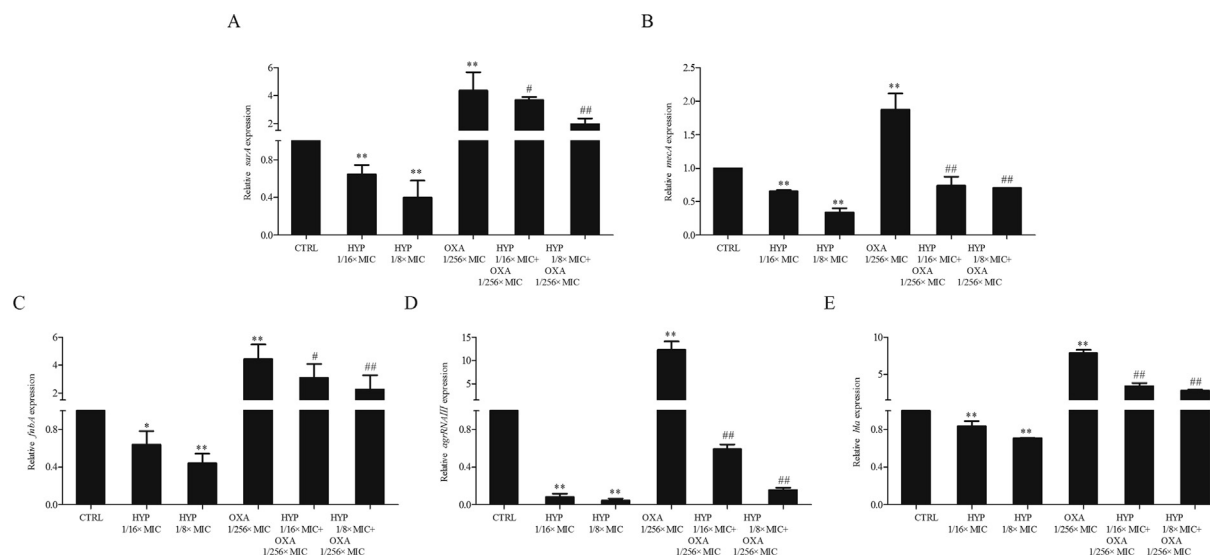 A
Relative sarA expression
6
4
2
0.8
0.4
0.0
**
**
**
#
##
CTRL
HYP
1/16× MIC
HYP
1/8× MIC
OXA
1/256× MIC
HYP
1/16× MIC+
OXA
1/256× MIC
HYP
1/8× MIC+
OXA
1/256× MIC
B
Relative mecA expression
2.5
2.0
1.5
1.0
0.5
0.0
**
**
**
##
##
CTRL
HYP
1/16× MIC
HYP
1/8× MIC
OXA
1/256× MIC
HYP
1/16× MIC+
OXA
1/256× MIC
HYP
1/8× MIC+
OXA
1/256× MIC
C
Relative fnbA expression
6
4
2
0.8
0.4
0.0
*
**
**
#
##
CTRL
HYP
1/16× MIC
HYP
1/8× MIC
OXA
1/256× MIC
HYP
1/16× MIC+
OXA
1/256× MIC
HYP
1/8× MIC+
OXA
1/256× MIC
D
Relative agrRNAIII expression
15
10
5
0.8
0.4
0.0
**
**
**
##
##
CTRL
HYP
1/16× MIC
HYP
1/8× MIC
OXA
1/256× MIC
HYP
1/16× MIC+
OXA
1/256× MIC
HYP
1/8× MIC+
OXA
1/256× MIC
E
Relative hla expression
10
5
0.8
0.4
0.0
**
**
**
##
##
CTRL
HYP
1/16× MIC
HYP
1/8× MIC
OXA
1/256× MIC
HYP
1/16× MIC+
OXA
1/256× MIC
HYP
1/8× MIC+
OXA
1/256× MIC